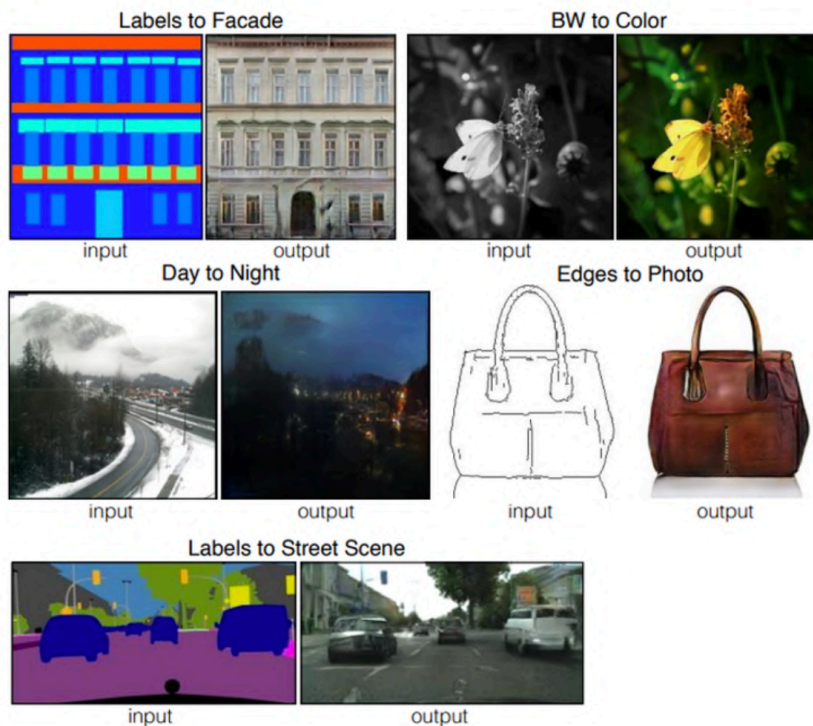 Labels to Facade
BW to Color
input
output
input
output
Day to Night
Edges to Photo
input
output
input
output
Labels to Street Scene
input
output